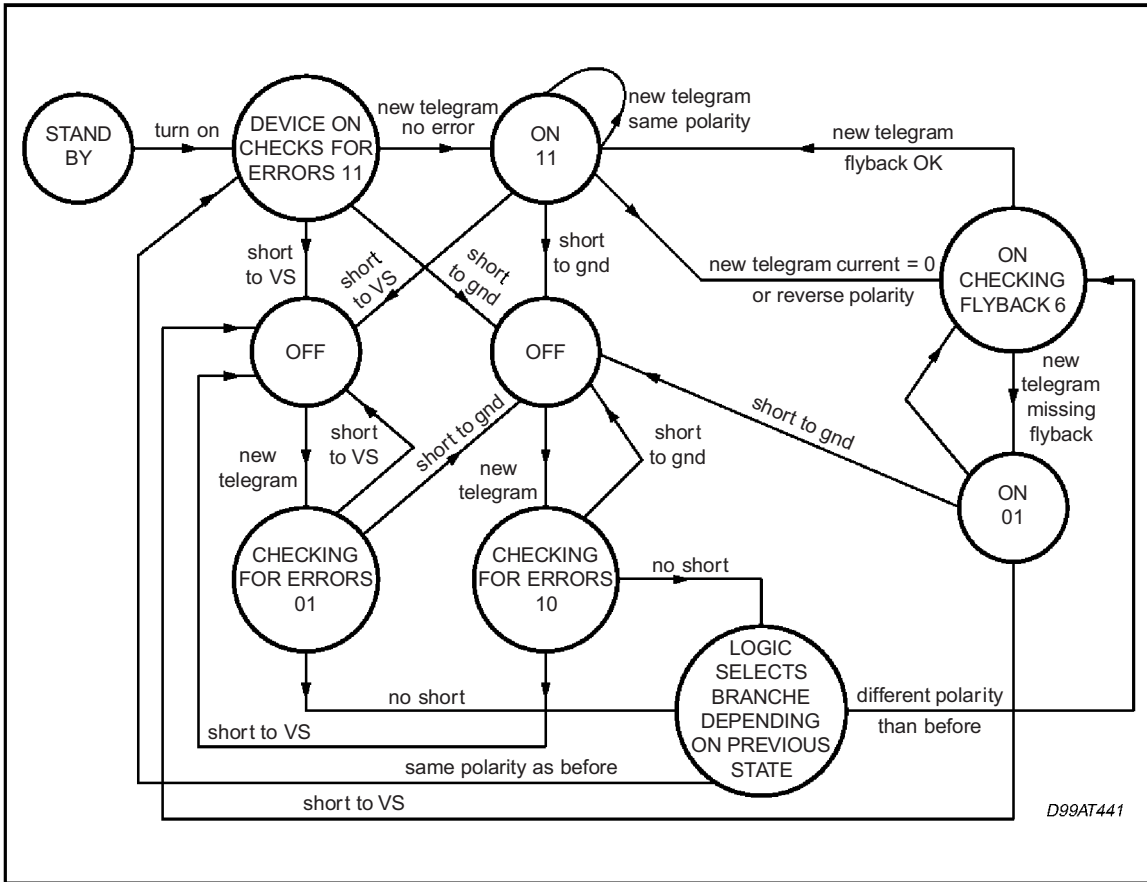 STAND
BY
turn on
DEVICE ON
CHECKS FOR
ERRORS 11
new telegram
no error
ON
11
new telegram
same polarity
new telegram
flyback OK
short
to VS
short
to VS
short
to gnd
short
to gnd
new telegram current = 0
or reverse polarity
ON
CHECKING
FLYBACK 6
OFF
OFF
new
telegram
missing
flyback
short
to VS
short to gnd
short
to gnd
short to gnd
new
telegram
new
telegram
ON
01
CHECKING
FOR ERRORS
01
CHECKING
FOR ERRORS
10
no short
LOGIC
SELECTS
BRANCHE
DEPENDING
ON PREVIOUS
STATE
no short
different polarity
than before
short to VS
same polarity as before
short to VS
D99AT441